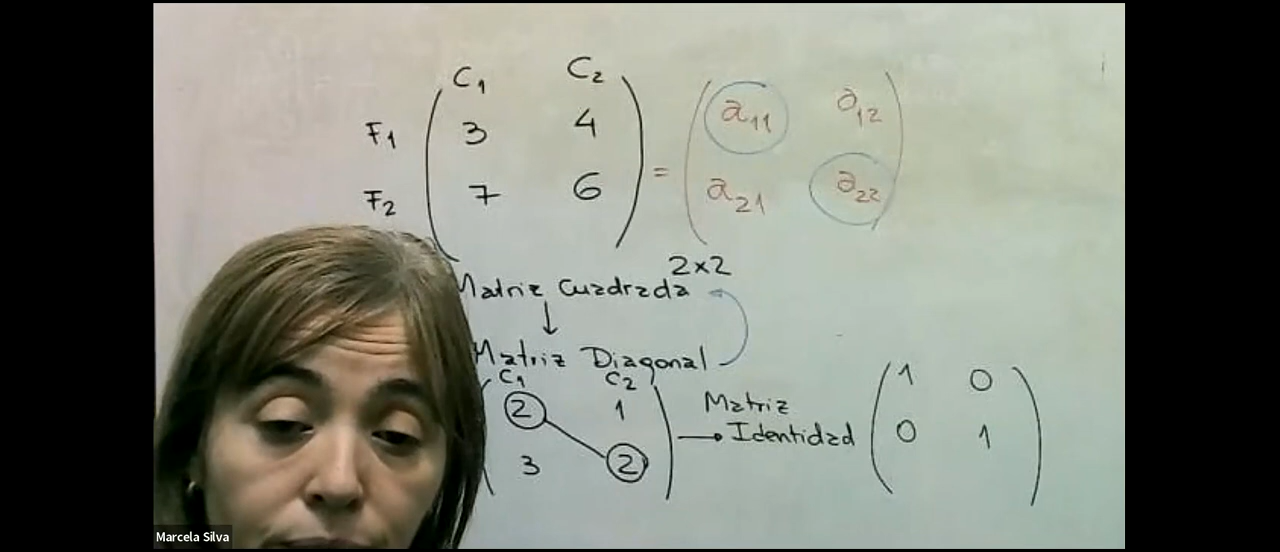 C₁ C₂
F₁ 3 4 = a₁₁ a₁₂
F₂ 7 6 a₂₁ a₂₂
2x2
Matriz Cuadrada
Matriz Diagonal
C₁ C₂
2 1
3 2
Matriz
Identidad
1 0
0 1
Marcela Silva